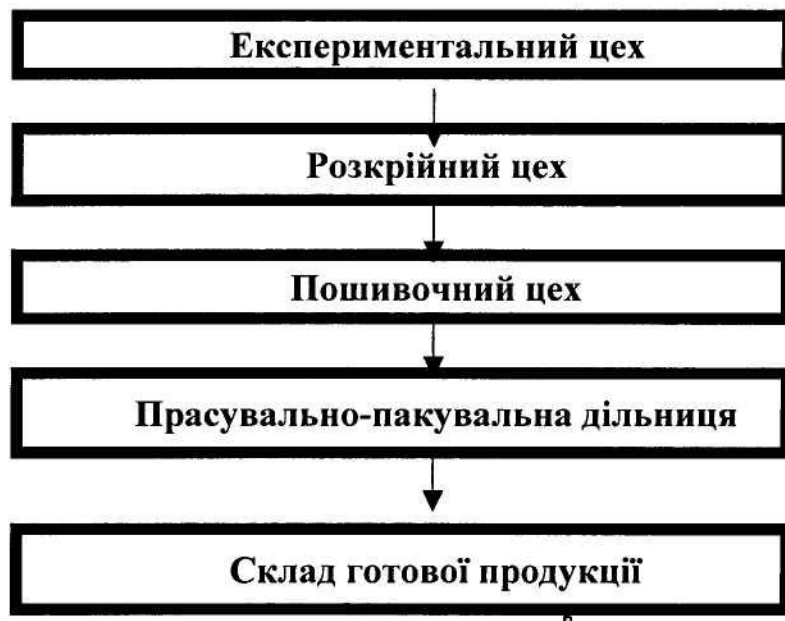 Експериментальний цех
Розкрійний цех
Пошивочний цех
Прасувально-пакувальна дільниця
Склад готової продукції